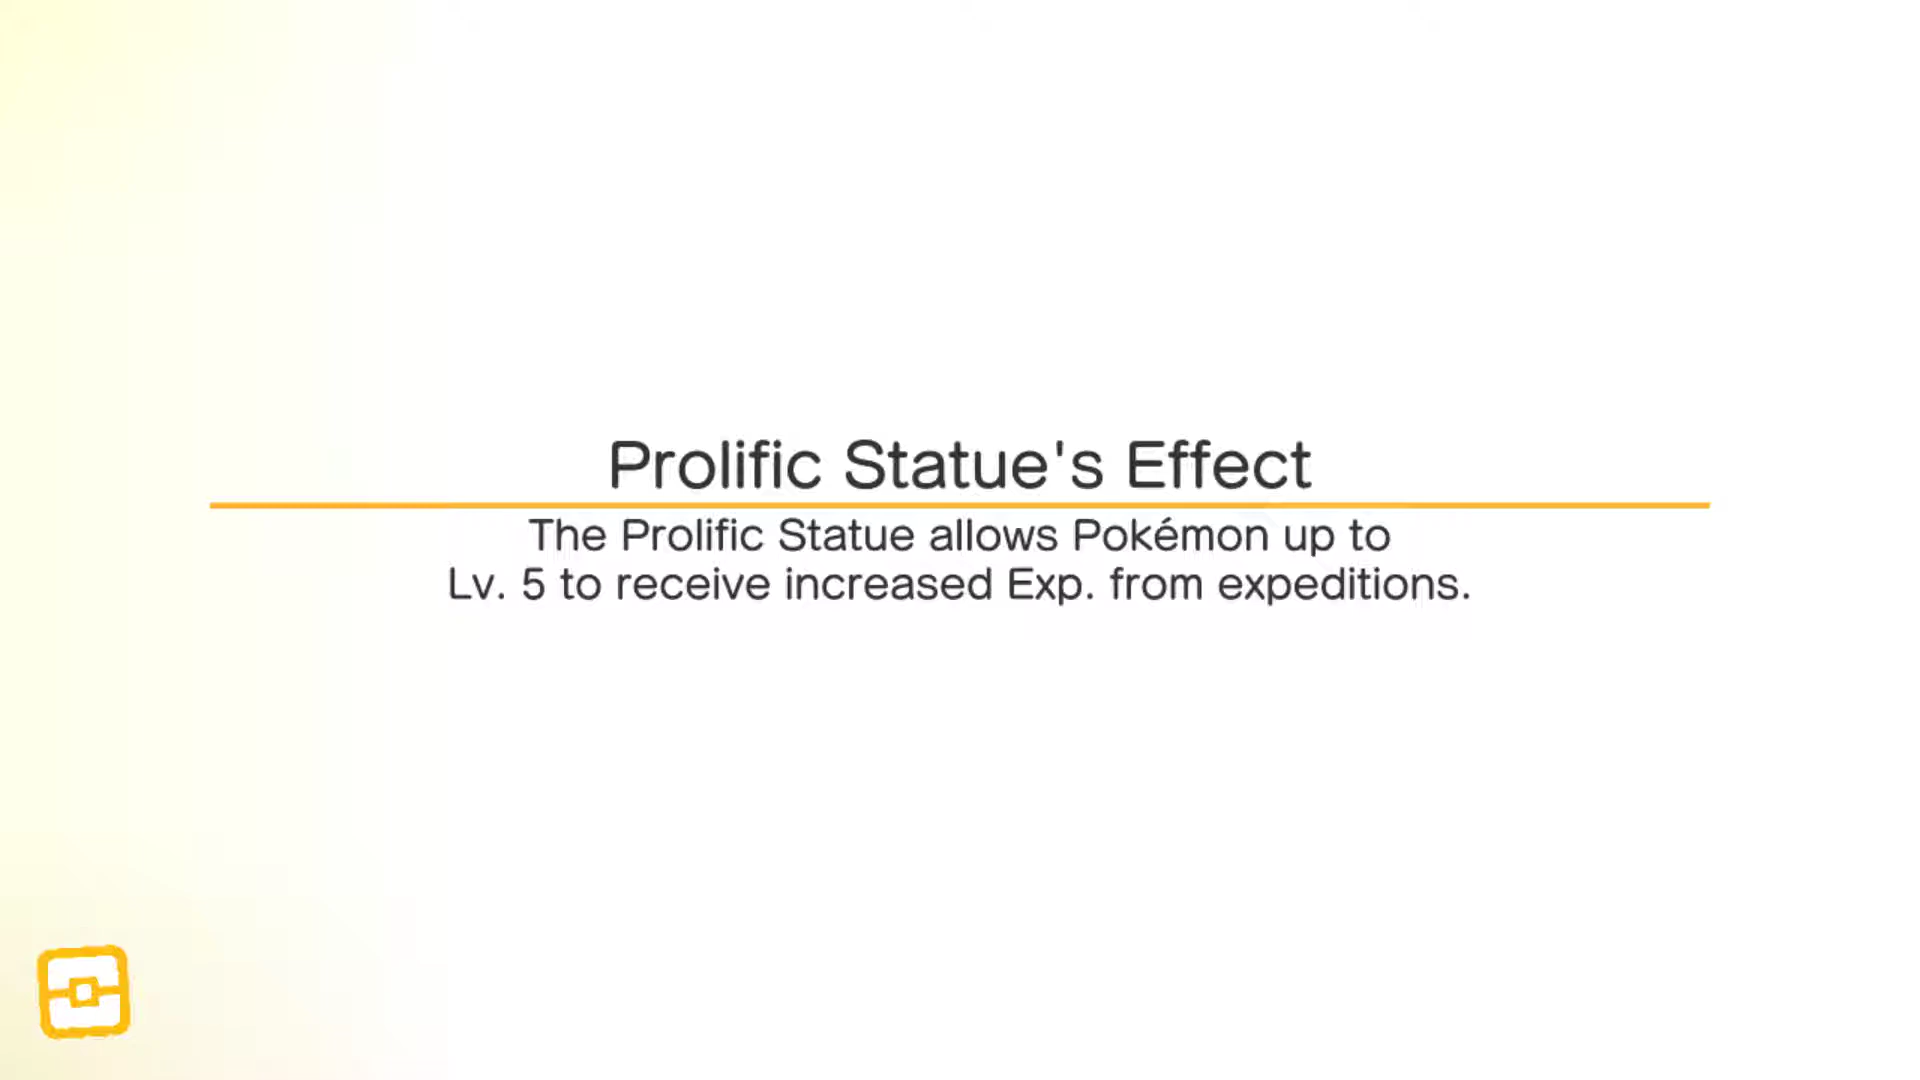 Prolific Statue's Effect
The Prolific Statue allows Pokémon up to
Lv. 5 to receive increased Exp. from expeditions.